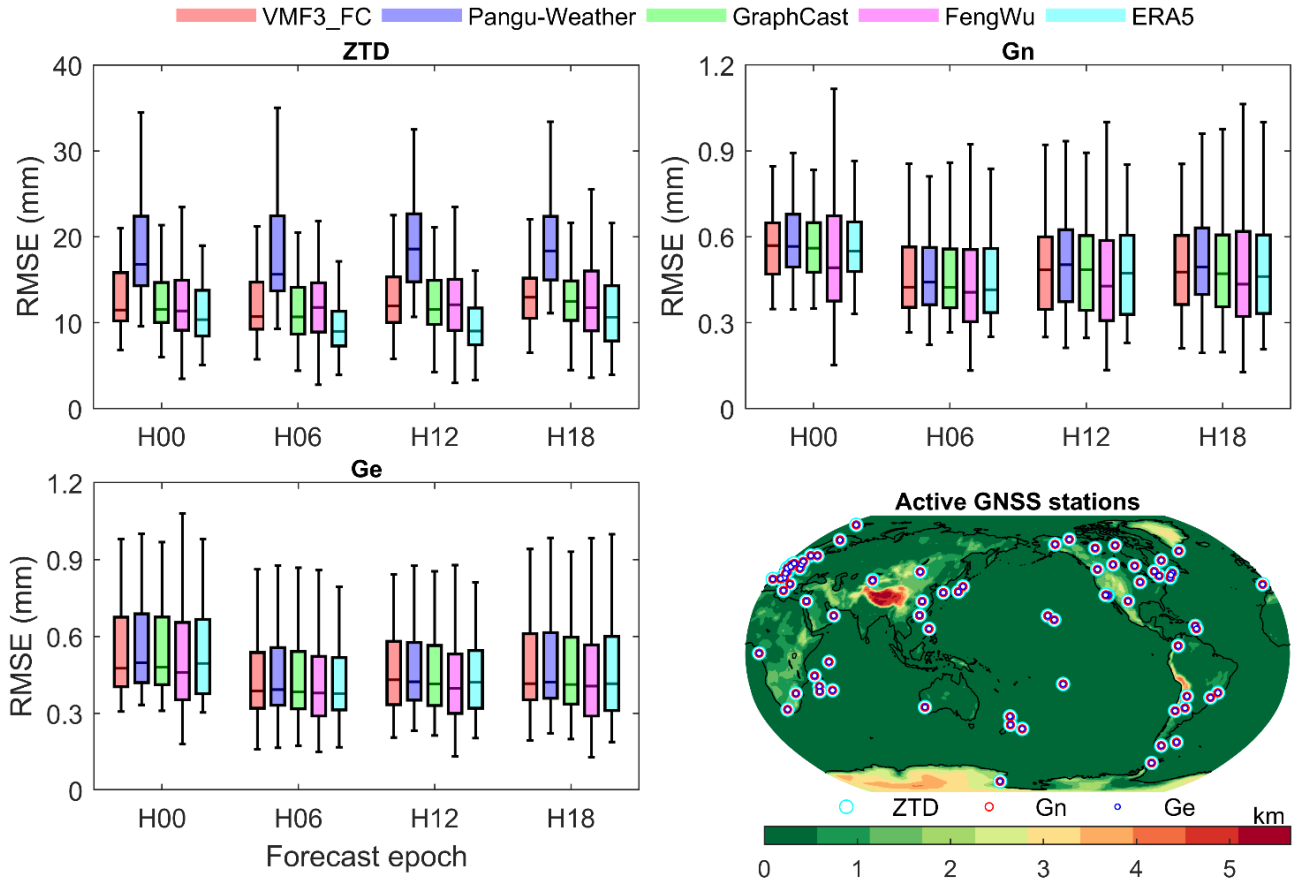 VMF3_FC Pangu-Weather GraphCast FengWu ERA5
ZTD
40
30
20
10
0
RMSE (mm)
H00 H06 H12 H18
Gn
1.2
0.9
0.6
0.3
0
RMSE (mm)
H00 H06 H12 H18
Ge
1.2
0.9
0.6
0.3
0
RMSE (mm)
H00 H06 H12 H18
Forecast epoch
Active GNSS stations
ZTD Gn Ge km
0 1 2 3 4 5